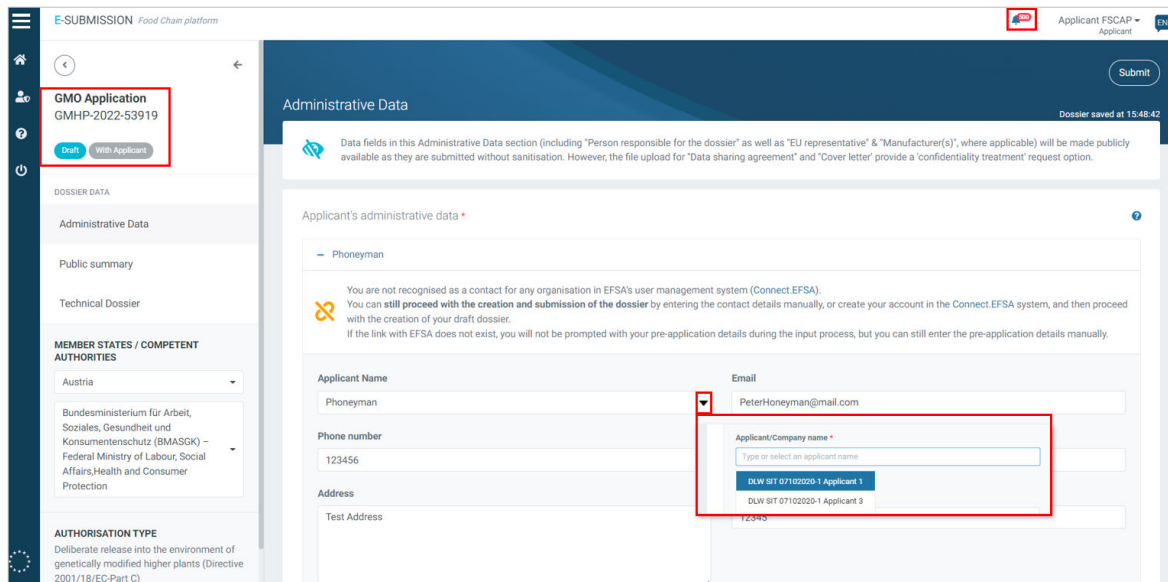 E-SUBMISSION Food Chain platform
500
Applicant FSCAP
Applicant
EN
GMO Application
GMHP-2022-53919
Draft
With Applicant
Submit
Administrative Data
Dossier saved at 15:48:42
Data fields in this Administrative Data section (including "Person responsible for the dossier" as well as "EU representative" & "Manufacturer(s)", where applicable) will be made publicly
available as they are submitted without sanitisation. However, the file upload for "Data sharing agreement" and "Cover letter' provide a 'confidentiality treatment' request option.
DOSSIER DATA
Administrative Data
Public summary
Technical Dossier
MEMBER STATES / COMPETENT
AUTHORITIES
Austria
Bundesministerium für Arbeit,
Soziales, Gesundheit und
Konsumentenschutz (BMASGK) –
Federal Ministry of Labour, Social
Affairs,Health and Consumer
Protection
AUTHORISATION TYPE
Deliberate release into the environment of
genetically modified higher plants (Directive
2001/18/EC-Part C)
Applicant's administrative data *
– Phoneyman
You are not recognised as a contact for any organisation in EFSA's user management system (Connect.EFSA).
You can still proceed with the creation and submission of the dossier by entering the contact details manually, or create your account in the Connect.EFSA system, and then proceed
with the creation of your draft dossier.
If the link with EFSA does not exist, you will not be prompted with your pre-application details during the input process, but you can still enter the pre-application details manually.
Applicant Name
Phoneyman
Email
PeterHoneyman@mail.com
Phone number
123456
Applicant/Company name *
Type or select an applicant name
DLW SIT 07102020-1 Applicant 1
DLW SIT 07102020-1 Applicant 3
Address
Test Address
12345